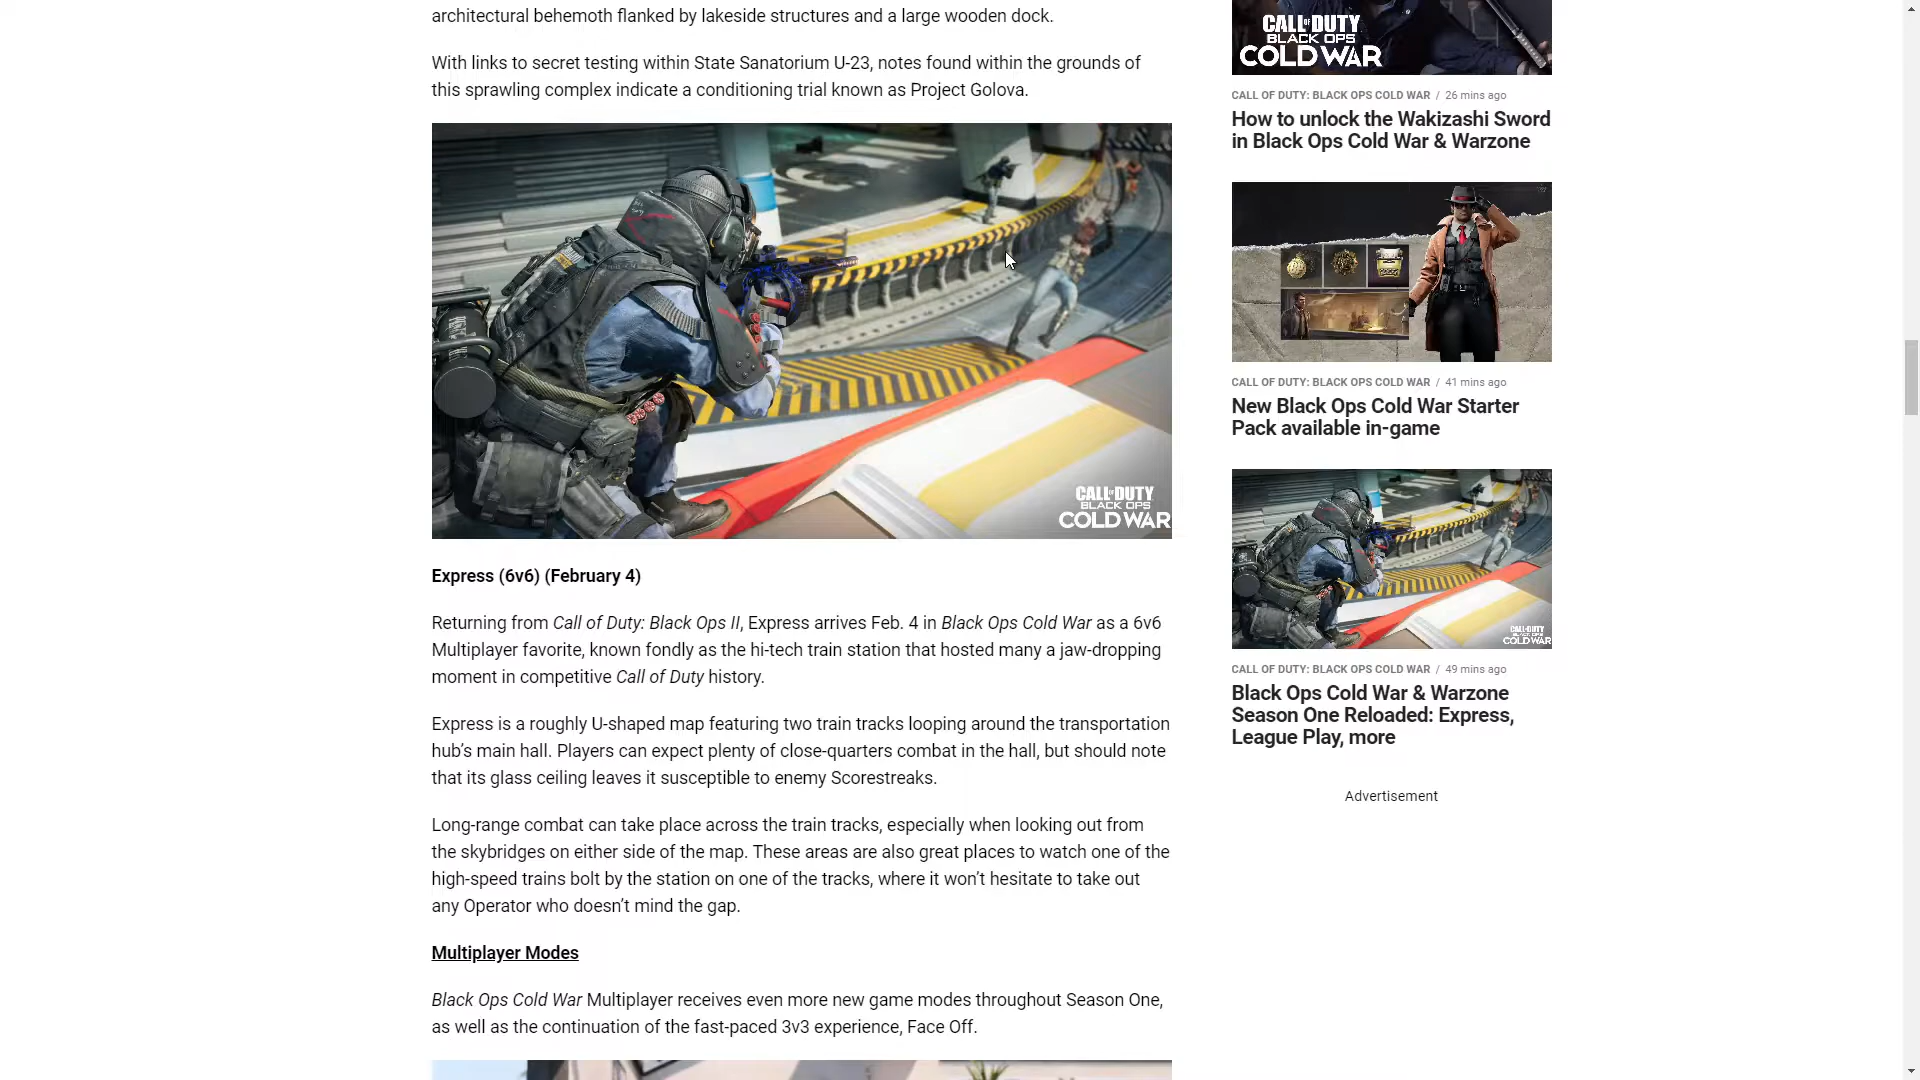 architectural behemoth flanked by lakeside structures and a large wooden dock.
With links to secret testing within State Sanatorium U-23, notes found within the grounds of
this sprawling complex indicate a conditioning trial known as Project Golova.
CALL OF DUTY
BLACK OPS
COLD WAR
Express (6v6) (February 4)
Returning from Call of Duty: Black Ops II, Express arrives Feb. 4 in Black Ops Cold War as a 6v6
Multiplayer favorite, known fondly as the hi-tech train station that hosted many a jaw-dropping
moment in competitive Call of Duty history.
Express is a roughly U-shaped map featuring two train tracks looping around the transportation
hub’s main hall. Players can expect plenty of close-quarters combat in the hall, but should note
that its glass ceiling leaves it susceptible to enemy Scorestreaks.
Long-range combat can take place across the train tracks, especially when looking out from
the skybridges on either side of the map. These areas are also great places to watch one of the
high-speed trains bolt by the station on one of the tracks, where it won’t hesitate to take out
any Operator who doesn’t mind the gap.
Multiplayer Modes
Black Ops Cold War Multiplayer receives even more new game modes throughout Season One,
as well as the continuation of the fast-paced 3v3 experience, Face Off.
CALL OF DUTY
BLACK OPS
COLD WAR
CALL OF DUTY: BLACK OPS COLD WAR / 26 mins ago
How to unlock the Wakizashi Sword
in Black Ops Cold War & Warzone
CALL OF DUTY: BLACK OPS COLD WAR / 41 mins ago
New Black Ops Cold War Starter
Pack available in-game
CALL OF DUTY
BLACK OPS
COLD WAR
CALL OF DUTY: BLACK OPS COLD WAR / 49 mins ago
Black Ops Cold War & Warzone
Season One Reloaded: Express,
League Play, more
Advertisement